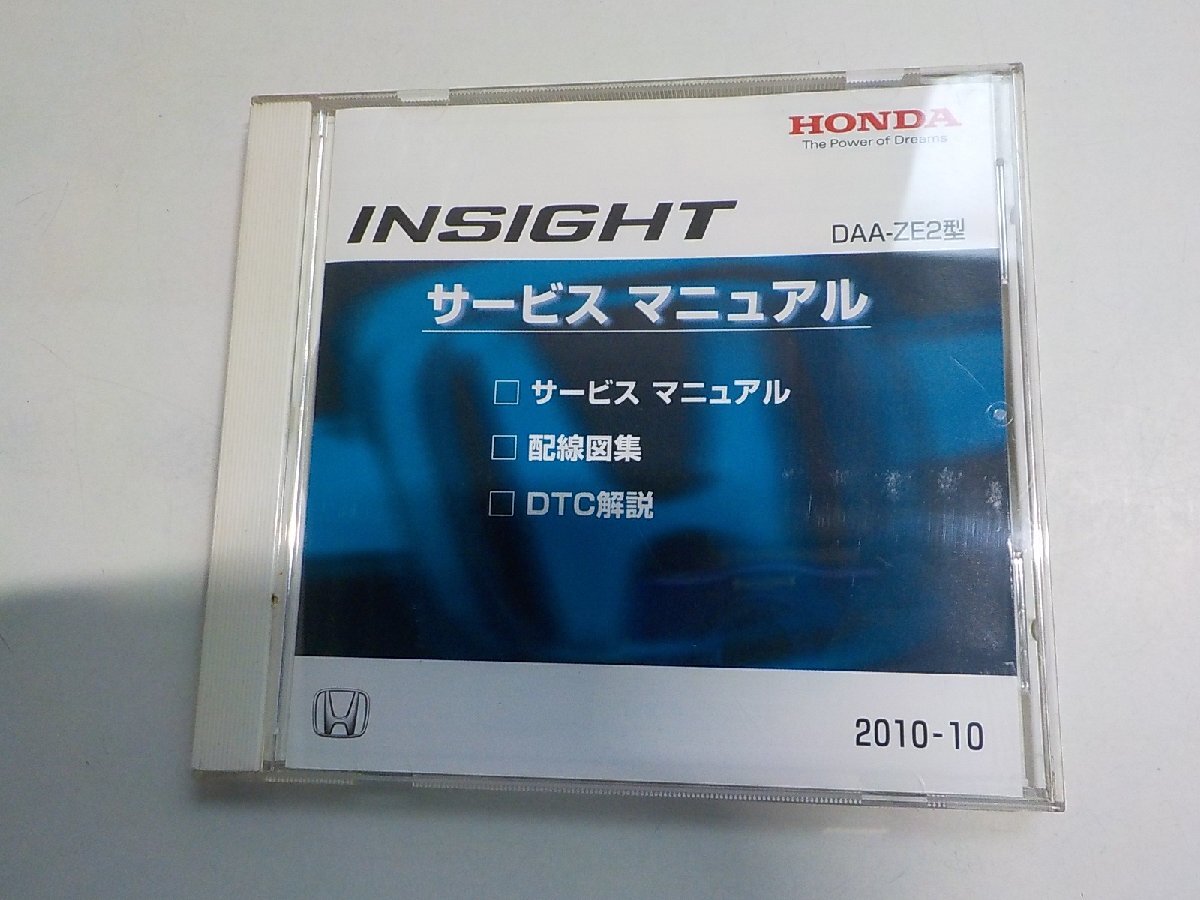 HONDA
The Power of Dreams
INSIGHT
DAA-ZE2型
サービス マニュアル
□ サービス マニュアル
□ 配線図集
□ DTC解説
2010-10